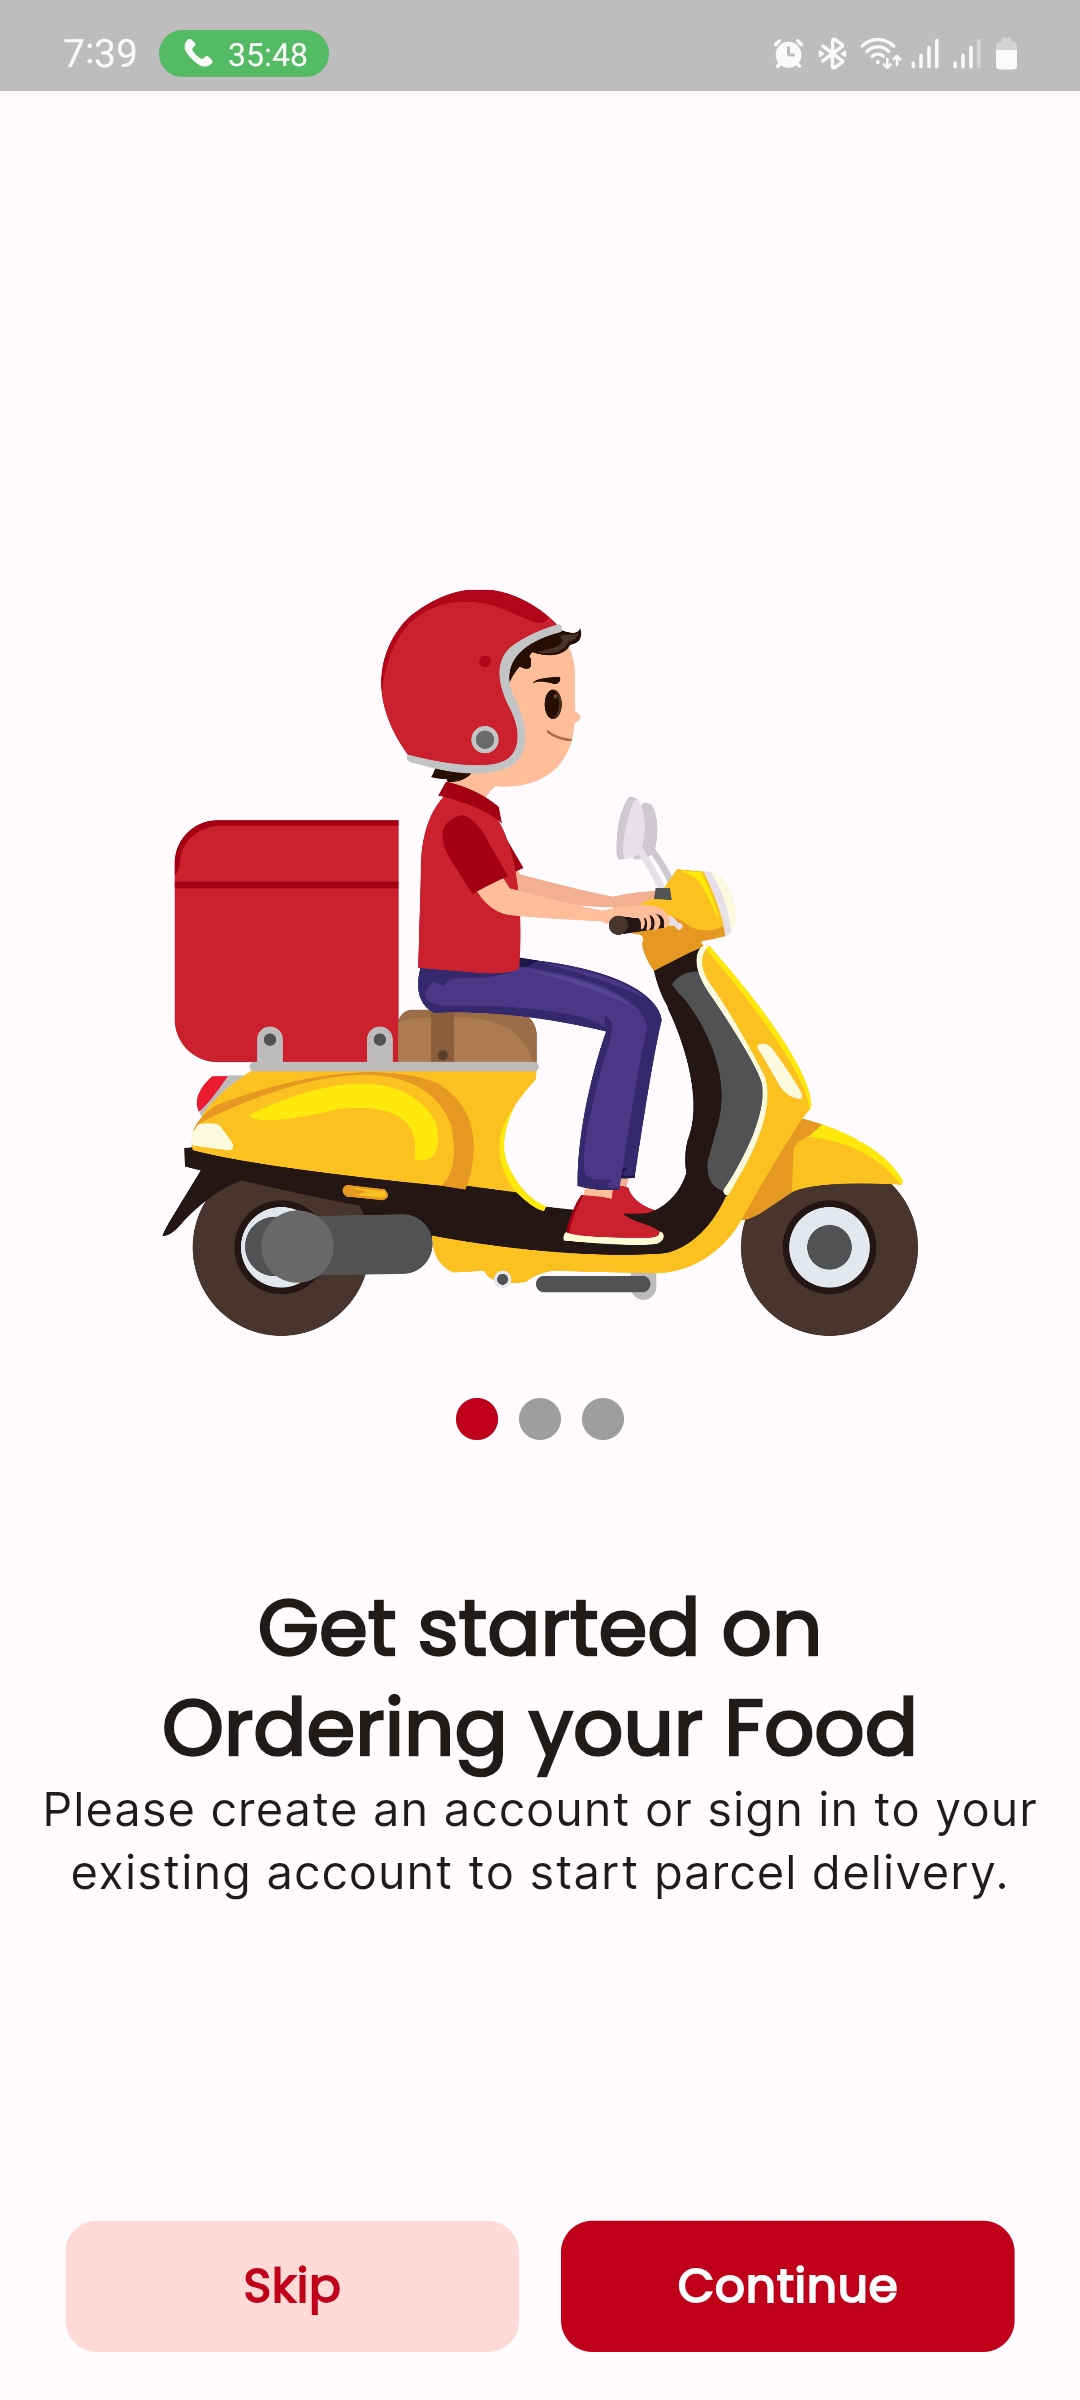 7:39 35:48
Get started on
Ordering your Food
Please create an account or sign in to your
existing account to start parcel delivery.
Skip Continue